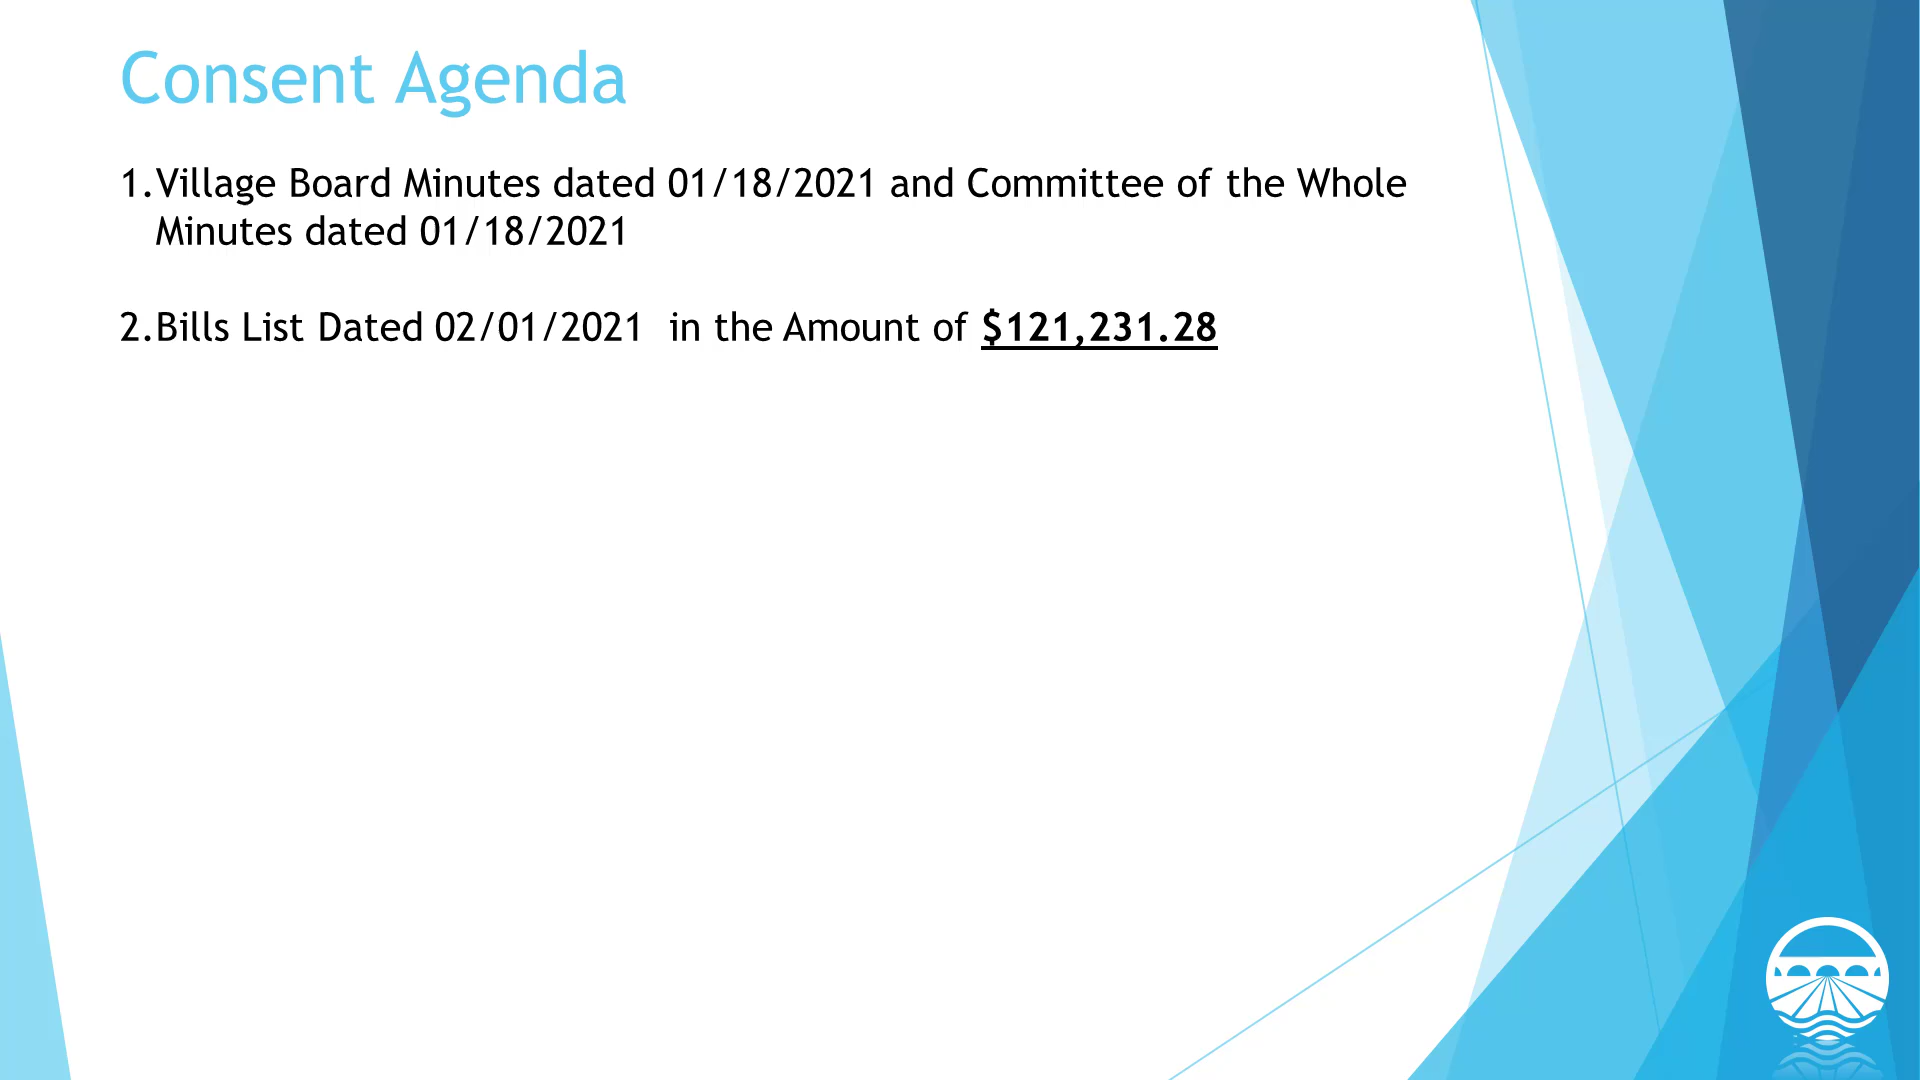 Consent Agenda
1.Village Board Minutes dated 01/18/2021 and Committee of the Whole
Minutes dated 01/18/2021
2.Bills List Dated 02/01/2021  in the Amount of $121,231.28